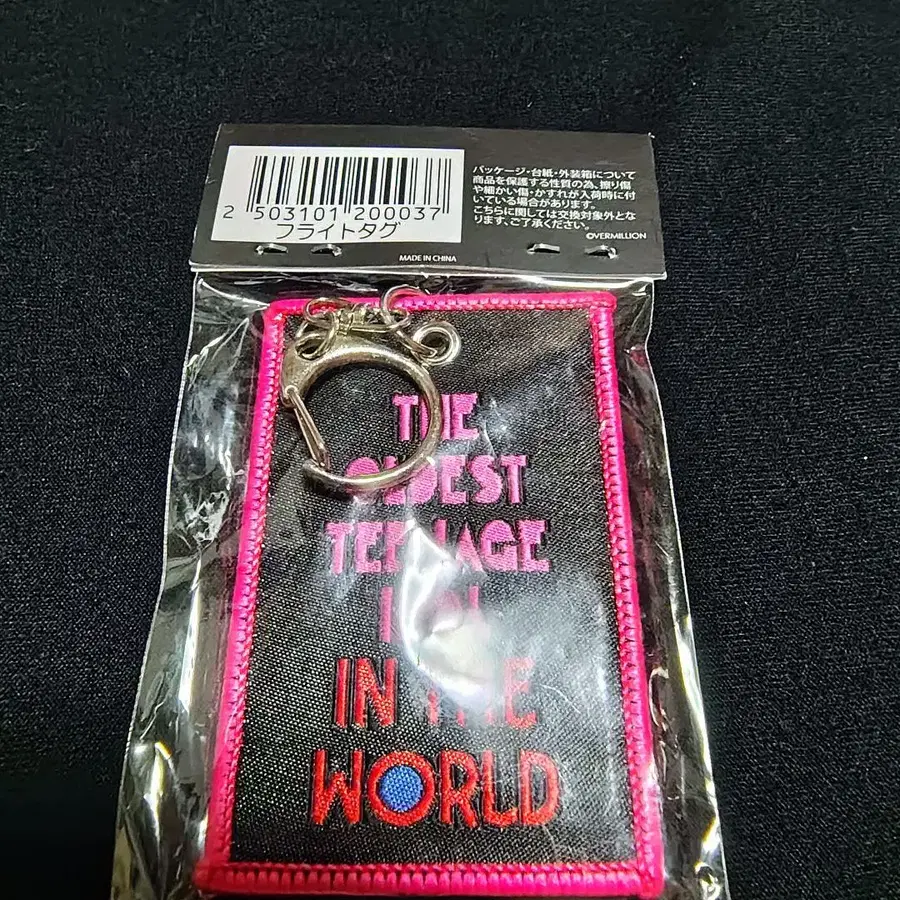 2 503101 200037
フライトタグ
パッケージ・台紙・外装箱について
商品を保護する性質の為、擦り傷
や細かい傷・かすれが入荷時に付
いている場合があります。
こちらに関しては交換対象外とな
ります、ご了承ください。
©VERMILLION
MADE IN CHINA
THE
OLDEST
TEENAGE
IN THE
WORLD